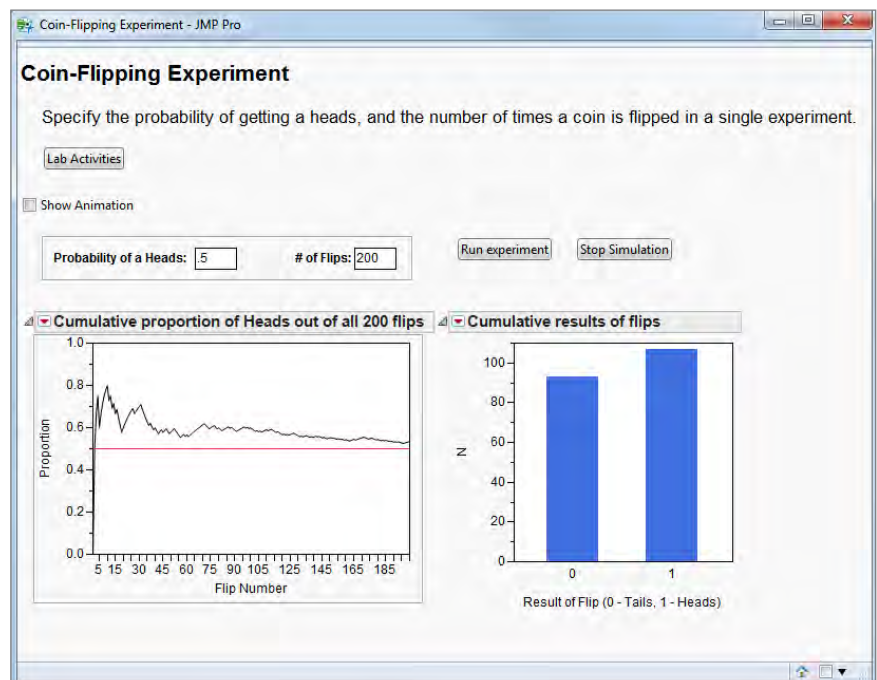 Coin-Flipping Experiment - JMP Pro
Coin-Flipping Experiment
Specify the probability of getting a heads, and the number of times a coin is flipped in a single experiment.
Lab Activities
Show Animation
Probability of a Heads: .5 # of Flips: 200 Run experiment Stop Simulation
Cumulative proportion of Heads out of all 200 flips
1.0
0.8
0.6
0.4
0.2
0.0
Proportion
5 15 30 45 60 75 90 105 125 145 165 185
Flip Number
Cumulative results of flips
100
80
60
40
20
0
N
0 1
Result of Flip (0 - Tails, 1 - Heads)